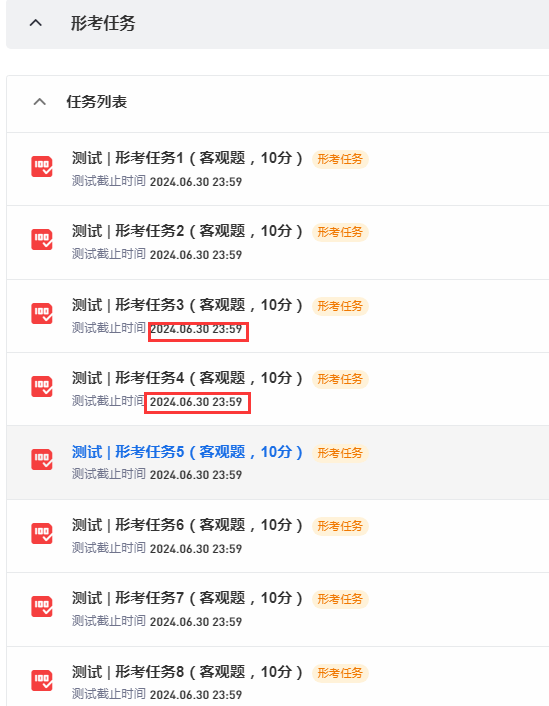 形考任务
任务列表
测试 | 形考任务1（客观题，10分） 形考任务
测试截止时间 2024.06.30 23:59
测试 | 形考任务2（客观题，10分） 形考任务
测试截止时间 2024.06.30 23:59
测试 | 形考任务3（客观题，10分） 形考任务
测试截止时间 2024.06.30 23:59
测试 | 形考任务4（客观题，10分） 形考任务
测试截止时间 2024.06.30 23:59
测试 | 形考任务5（客观题，10分） 形考任务
测试截止时间 2024.06.30 23:59
测试 | 形考任务6（客观题，10分） 形考任务
测试截止时间 2024.06.30 23:59
测试 | 形考任务7（客观题，10分） 形考任务
测试截止时间 2024.06.30 23:59
测试 | 形考任务8（客观题，10分） 形考任务
测试截止时间 2024.06.30 23:59